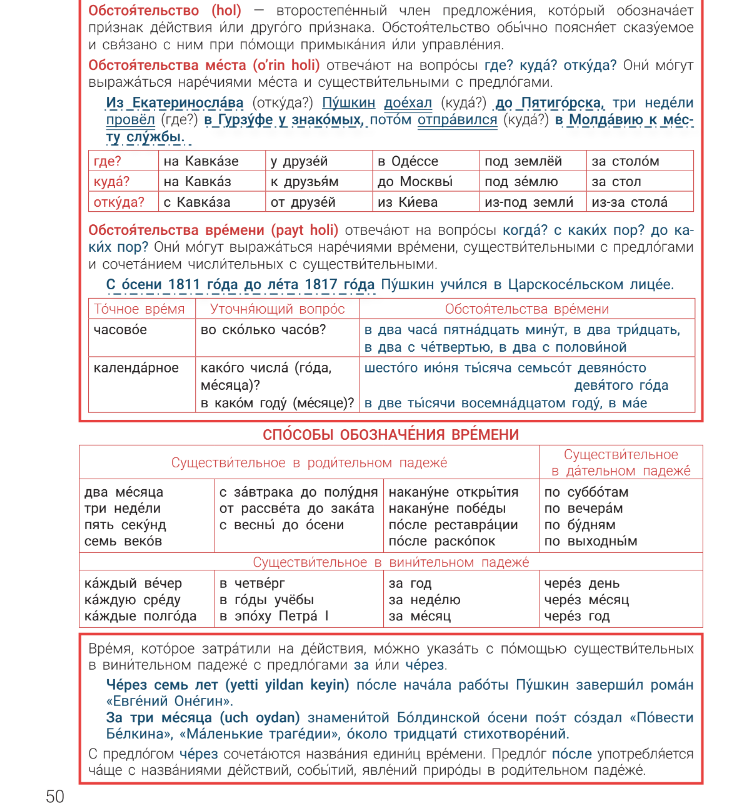 Обстоя́тельство (hol) — второстепе́нный член предложе́ния, кото́рый обознача́ет
при́знак де́йствия и́ли друго́го при́знака. Обстоя́тельство обы́чно поясня́ет сказу́емое
и свя́зано с ним при по́мощи примыка́ния и́ли управле́ния.
Обстоя́тельства ме́ста (o'rin holi) отвеча́ют на вопро́сы где? куда́? отку́да? Они́ мо́гут
выража́ться наре́чиями ме́ста и существи́тельными с предло́гами.
Из Екатериносла́ва (отку́да?) Пу́шкин дое́хал (куда́?) до Пятиго́рска, три неде́ли
провёл (где?) в Гурзу́фе у знако́мых, пото́м отпра́вился (куда́?) в Молда́вию к ме́с-
ту слу́жбы.
где? на Кавка́зе у друзе́й в Оде́ссе под землёй за столо́м
куда́? на Кавка́з к друзья́м до Москвы́ под зе́млю за стол
отку́да? с Кавка́за от друзе́й из Ки́ева из-под земли́ из-за стола́
Обстоя́тельства вре́мени (payt holi) отвеча́ют на вопро́сы когда́? с каки́х пор? до ка-
ки́х пор? Они́ мо́гут выража́ться наре́чиями вре́мени, существи́тельными с предло́гами
и сочета́нием числи́тельных с существи́тельными.
С о́сени 1811 го́да до ле́та 1817 го́да Пу́шкин учи́лся в Царскосе́льском лице́е.
То́чное вре́мя Уточня́ющий вопро́с Обстоя́тельства вре́мени
часово́е во ско́лько часо́в? в два часа́ пятна́дцать мину́т, в два три́дцать,
в два с че́твертью, в два с полови́ной
календа́рное како́го числа́ (го́да, шесто́го ию́ня ты́сяча семьсо́т девяно́сто
ме́сяца)? девя́того го́да
в како́м году́ (ме́сяце)? в две ты́сячи восемна́дцатом году́, в ма́е
СПО́СОБЫ ОБОЗНАЧЕ́НИЯ ВРЕ́МЕНИ
Существи́тельное в роди́тельном падеже́ Существи́тельное
в да́тельном падеже́
два ме́сяца с за́втрака до полу́дня накану́не откры́тия по суббо́там
три неде́ли от рассве́та до зака́та накану́не побе́ды по вечера́м
пять секу́нд с весны́ до о́сени по́сле реставра́ции по бу́дням
семь веко́в по́сле раско́пок по выходны́м
Существи́тельное в вини́тельном падеже́
ка́ждый ве́чер в четве́рг за год че́рез день
ка́ждую сре́ду в го́ды учёбы за неде́лю че́рез ме́сяц
ка́ждые полго́да в эпо́ху Петра́ I за ме́сяц че́рез год
Вре́мя, кото́рое затра́тили на де́йствия, мо́жно указа́ть с по́мощью существи́тельных
в вини́тельном падеже́ с предло́гами за и́ли че́рез.
Че́рез семь лет (yetti yildan keyin) по́сле нача́ла рабо́ты Пу́шкин заверши́л рома́н
«Евге́ний Оне́гин».
За три ме́сяца (uch oydan) знамени́той Бо́лдинской о́сени поэ́т со́здал «По́вести
Бе́лкина», «Ма́ленькие траге́дии», о́коло тридцати́ стихотворе́ний.
С предло́гом че́рез сочета́ются назва́ния едини́ц вре́мени. Предло́г по́сле употребля́ется
ча́ще с назва́ниями де́йствий, собы́тий, явле́ний приро́ды в роди́тельном падеже́.
50